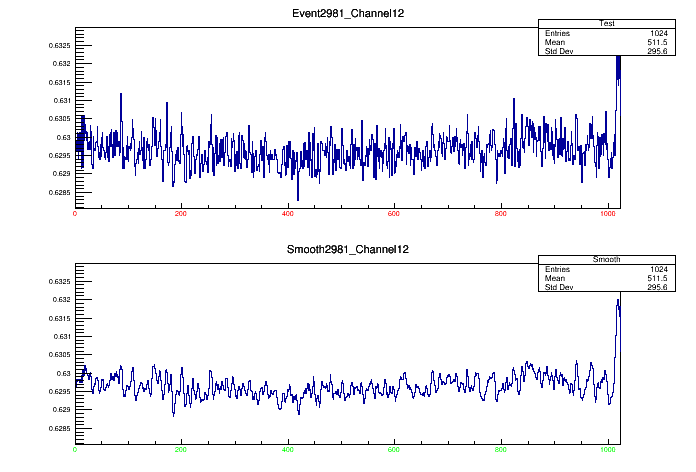 Event2981_Channel12
Test
Entries 1024
Mean 511.5
Std Dev 295.6
0.6325
0.632
0.6315
0.631
0.6305
0.63
0.6295
0.629
0.6285
0 200 400 600 800 1000
Smooth2981_Channel12
Smooth
Entries 1024
Mean 511.5
Std Dev 295.6
0.6325
0.632
0.6315
0.631
0.6305
0.63
0.6295
0.629
0.6285
0 200 400 600 800 1000